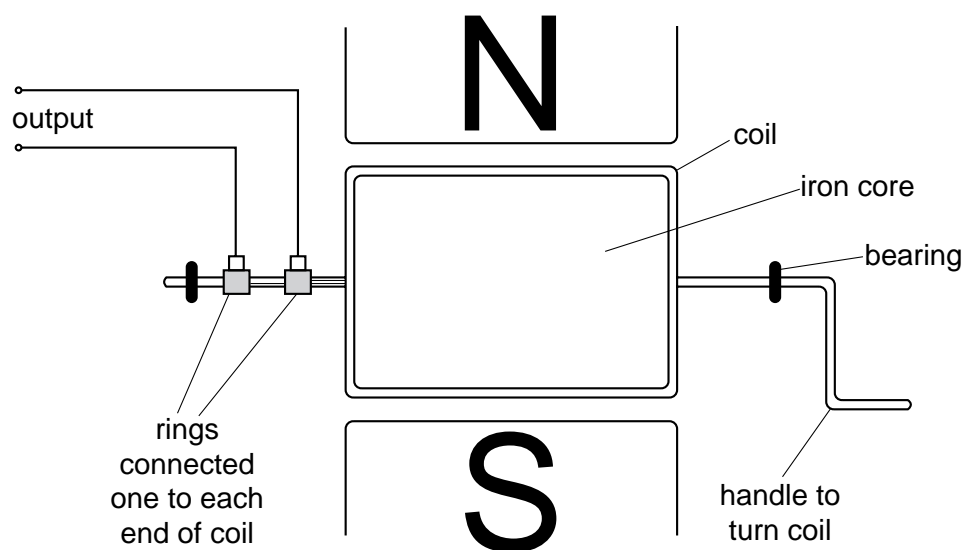 N
output
coil
iron core
bearing
rings
connected
one to each
end of coil
S
handle to
turn coil